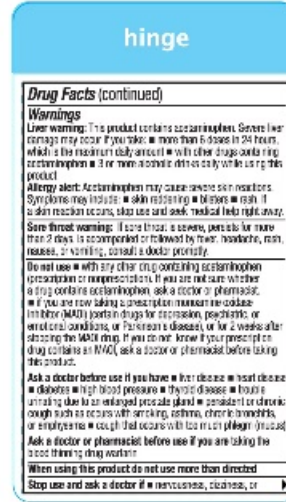 hinge
Drug Facts (continued)
Warnings
Liver warning: This product contains acetaminophen. Severe liver
damage may occur if you take: ■ more than 6 doses in 24 hours,
which is the maximum daily amount ■ with other drugs containing
acetaminophen ■ 3 or more alcoholic drinks daily while using this
product
Allergy alert: Acetaminophen may cause severe skin reactions.
Symptoms may include: ■ skin reddening ■ blisters ■ rash. If
a skin reaction occurs, stop use and seek medical help right away.
Sore throat warning: If sore throat is severe, persists for more
than 2 days, is accompanied or followed by fever, headache, rash,
nausea, or vomiting, consult a doctor promptly.
Do not use ■ with any other drug containing acetaminophen
(prescription or nonprescription). If you are not sure whether
a drug contains acetaminophen, ask a doctor or pharmacist.
■ if you are now taking a prescription monoamine oxidase
inhibitor (MAOI) (certain drugs for depression, psychiatric, or
emotional conditions, or Parkinson's disease), or for 2 weeks after
stopping the MAOI drug. If you do not know if your prescription
drug contains an MAOI, ask a doctor or pharmacist before taking
this product.
Ask a doctor before use if you have ■ liver disease ■ heart disease
■ diabetes ■ high blood pressure ■ thyroid disease ■ trouble
urinating due to an enlarged prostate gland ■ persistent or chronic
cough such as occurs with smoking, asthma, chronic bronchitis,
or emphysema ■ cough that occurs with too much phlegm (mucus)
Ask a doctor or pharmacist before use if you are taking the
blood thinning drug warfarin
When using this product do not use more than directed
Stop use and ask a doctor if ■ nervousness, dizziness, or